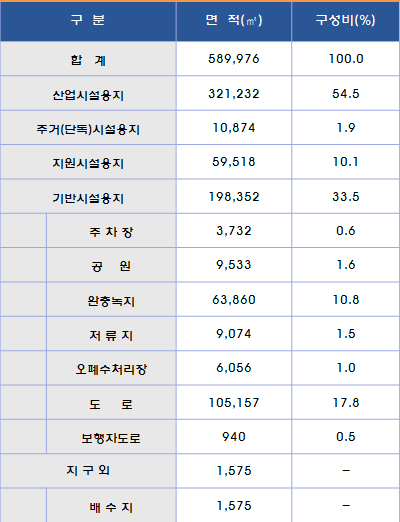 구 분 면 적(㎡) 구성비(%)
합 계 589,976 100.0
산업시설용지 321,232 54.5
주거(단독)시설용지 10,874 1.9
지원시설용지 59,518 10.1
기반시설용지 198,352 33.5
주 차 장 3,732 0.6
공 원 9,533 1.6
완충녹지 63,860 10.8
저 류 지 9,074 1.5
오폐수처리장 6,056 1.0
도 로 105,157 17.8
보행자도로 940 0.5
지 구 외 1,575 –
배 수 지 1,575 –